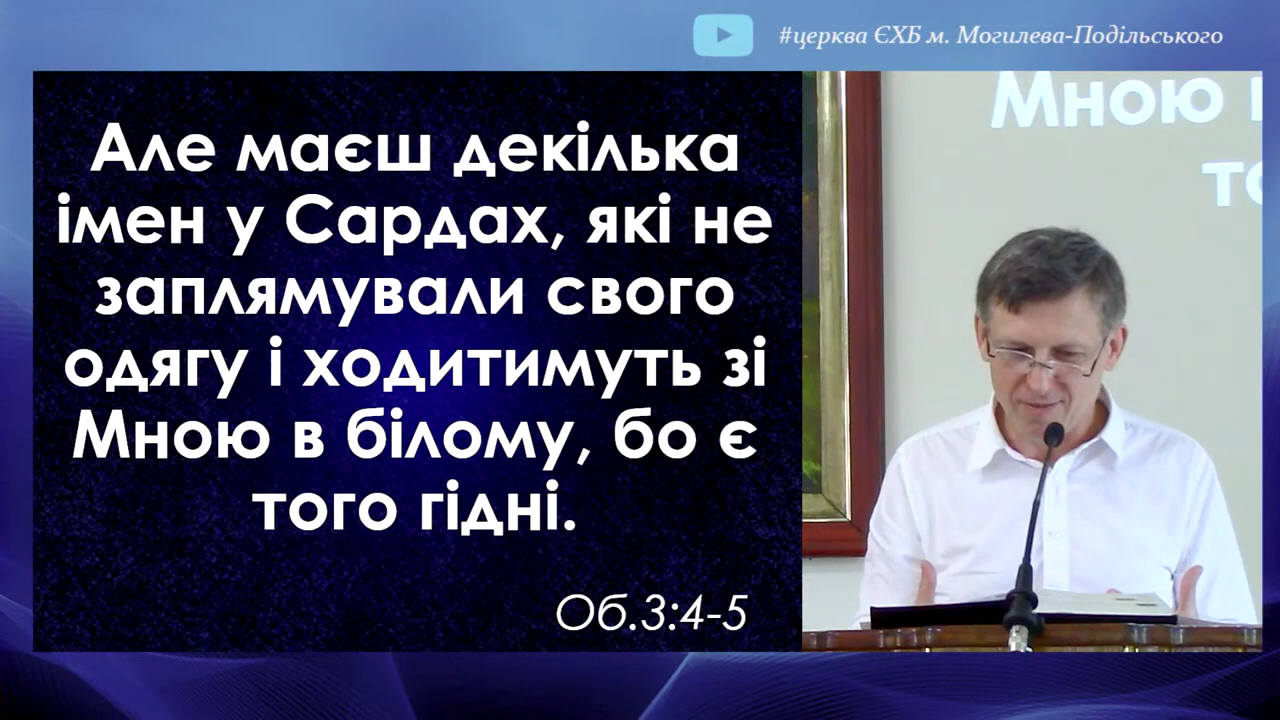 #церква ЄХБ м. Могилева-Подільського
Але маєш декілька
імен у Сардах, які не
заплямували свого
одягу і ходитимуть зі
Мною в білому, бо є
того гідні.
Об.3:4-5
Мною